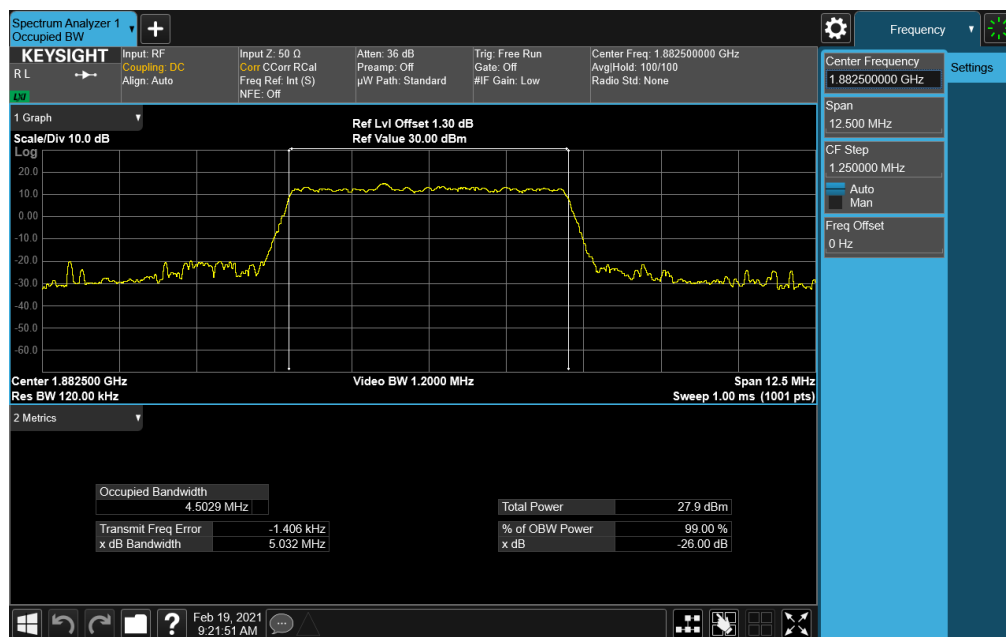 Spectrum Analyzer 1
Occupied BW
Frequency
KEYSIGHT
R L
LXI
Input: RF
Coupling: DC
Align: Auto
Input Z: 50 Ω
Corr CCorr RCal
Freq Ref: Int (S)
NFE: Off
Atten: 36 dB
Preamp: Off
µW Path: Standard
Trig: Free Run
Gate: Off
#IF Gain: Low
Center Freq: 1.882500000 GHz
Avg|Hold: 100/100
Radio Std: None
Center Frequency
1.882500000 GHz
Settings
Span
12.500 MHz
CF Step
1.250000 MHz
Auto
Man
Freq Offset
0 Hz
1 Graph
Scale/Div 10.0 dB
Ref Lvl Offset 1.30 dB
Ref Value 30.00 dBm
Log
20.0
10.0
0.00
-10.0
-20.0
-30.0
-40.0
-50.0
-60.0
Center 1.882500 GHz
Video BW 1.2000 MHz
Span 12.5 MHz
Res BW 120.00 kHz
Sweep 1.00 ms (1001 pts)
2 Metrics
Occupied Bandwidth
4.5029 MHz
Total Power 27.9 dBm
Transmit Freq Error -1.406 kHz
% of OBW Power 99.00 %
x dB Bandwidth 5.032 MHz
x dB -26.00 dB
Feb 19, 2021
9:21:51 AM